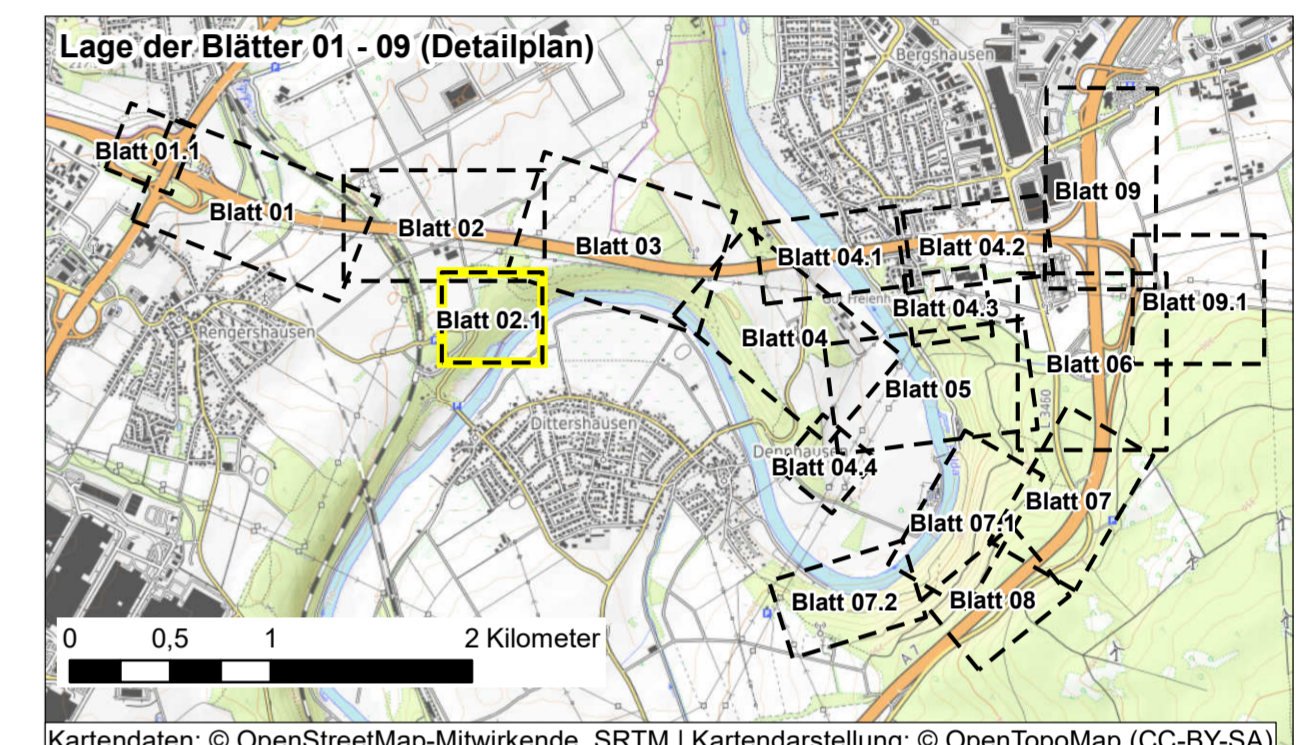 Lage der Blätter 01 - 09 (Detailplan)
Bergshausen
Blatt 01.1
Blatt 09
Blatt 01
Blatt 02
Blatt 03
Blatt 04.1
Blatt 04.2
Blatt 09.1
Blatt 04.3
Blatt 02.1
Rengershausen
Blatt 04
Blatt 06
Blatt 05
L 3460
Dittershausen
Blatt 04.4
Blatt 07
Blatt 07.1
Blatt 07.2
Blatt 08
A 7
0 0,5 1 2 Kilometer
Kartendaten: © OpenStreetMap-Mitwirkende, SRTM | Kartendarstellung: © OpenTopoMap (CC-BY-SA)